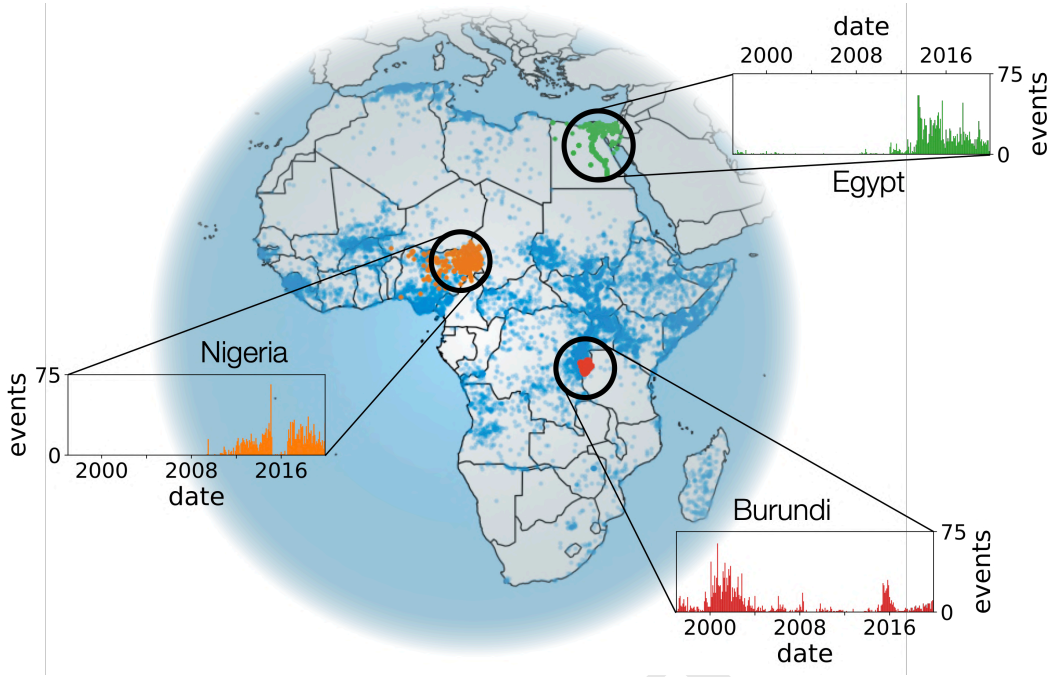 date
2000 2008 2016
75
0
events
Egypt
Nigeria
75
0
events
2000 2008 2016
date
Burundi
75
0
events
2000 2008 2016
date